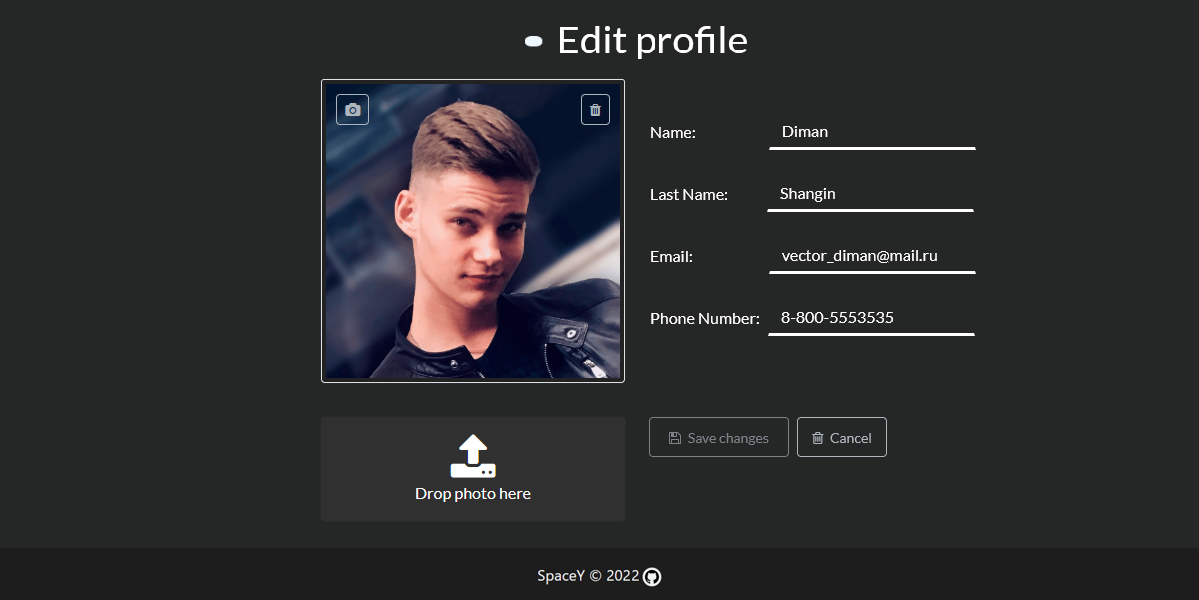 Edit profile
Name: Diman
Last Name: Shangin
Email: vector_diman@mail.ru
Phone Number: 8-800-5553535
Save changes Cancel
Drop photo here
SpaceY © 2022